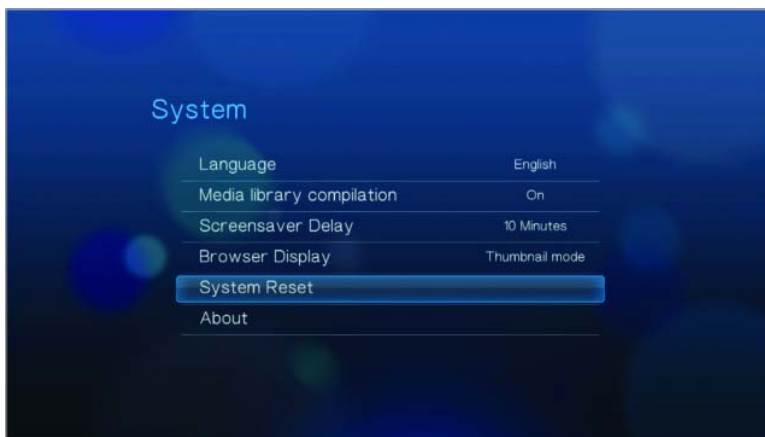 System
Language English
Media library compilation On
Screensaver Delay 10 Minutes
Browser Display Thumbnail mode
System Reset
About